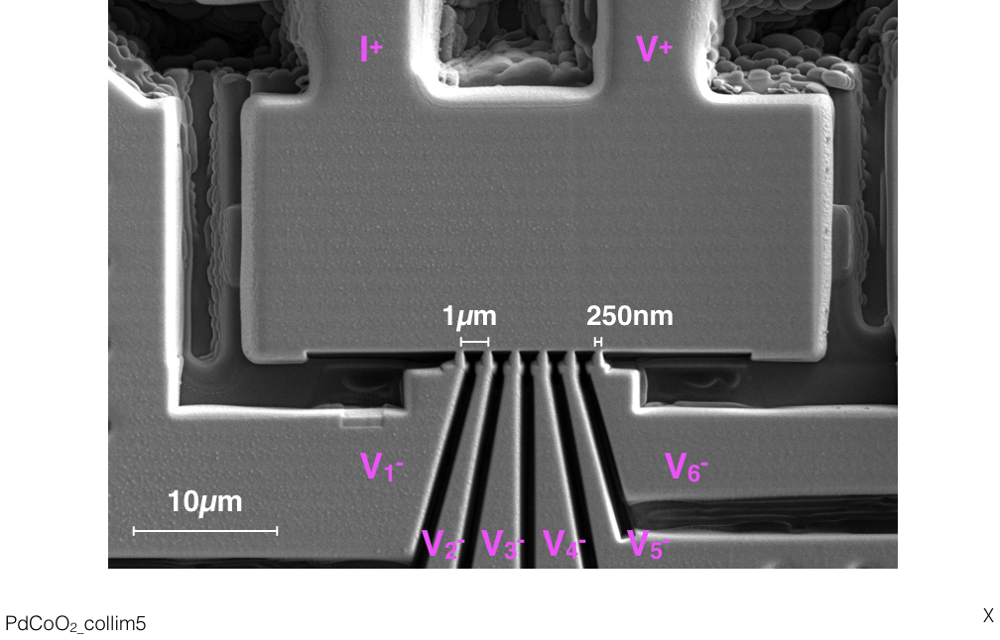 I+ V+
1µm 250nm
V₁⁻ V₆⁻
10µm
V₂⁻ V₃⁻ V₄⁻ V₅⁻
PdCoO₂_collim5 X